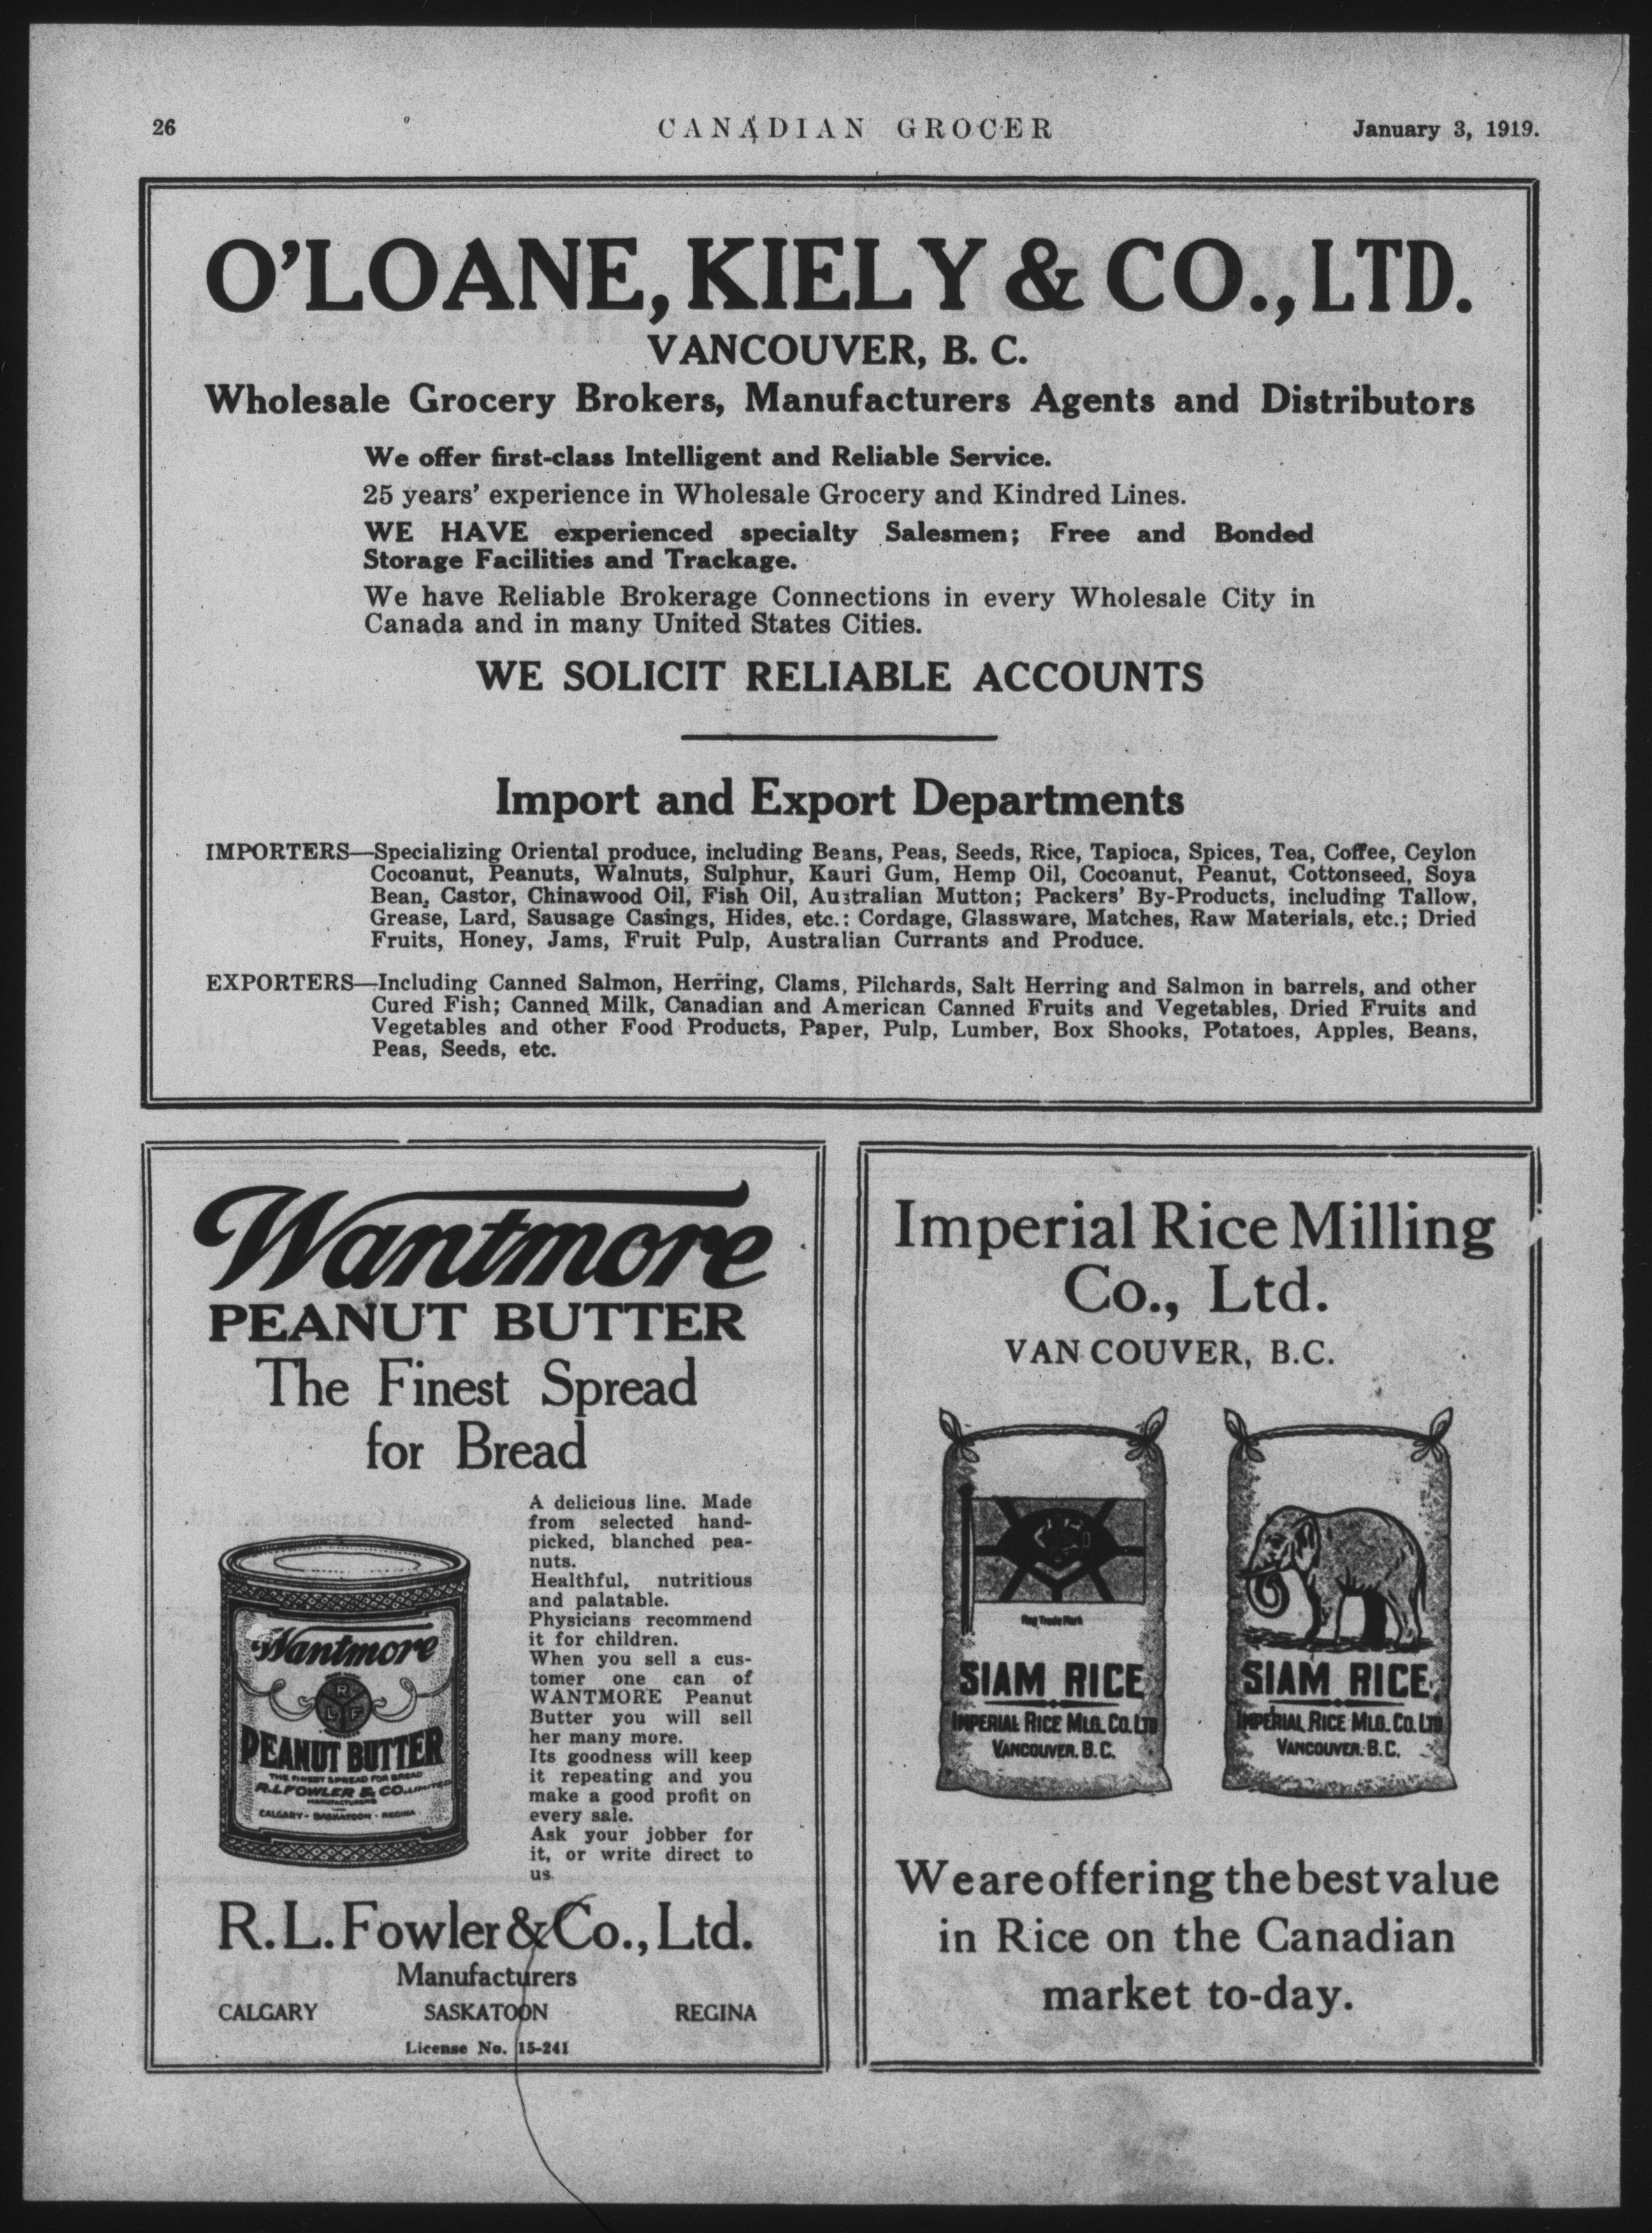 26
CANADIAN GROCER
January 3, 1919.
O'LOANE, KIELY & CO., LTD.
VANCOUVER, B. C.
Wholesale Grocery Brokers, Manufacturers Agents and Distributors
We offer first-class Intelligent and Reliable Service.
25 years' experience in Wholesale Grocery and Kindred Lines.
WE HAVE experienced specialty Salesmen; Free and Bonded
Storage Facilities and Trackage.
We have Reliable Brokerage Connections in every Wholesale City in
Canada and in many United States Cities.
WE SOLICIT RELIABLE ACCOUNTS
Import and Export Departments
IMPORTERS—Specializing Oriental produce, including Beans, Peas, Seeds, Rice, Tapioca, Spices, Tea, Coffee, Ceylon
Cocoanut, Peanuts, Walnuts, Sulphur, Kauri Gum, Hemp Oil, Cocoanut, Peanut, Cottonseed, Soya
Bean, Castor, Chinawood Oil, Fish Oil, Australian Mutton; Packers' By-Products, including Tallow,
Grease, Lard, Sausage Casings, Hides, etc.: Cordage, Glassware, Matches, Raw Materials, etc.; Dried
Fruits, Honey, Jams, Fruit Pulp, Australian Currants and Produce.
EXPORTERS—Including Canned Salmon, Herring, Clams, Pilchards, Salt Herring and Salmon in barrels, and other
Cured Fish; Canned Milk, Canadian and American Canned Fruits and Vegetables, Dried Fruits and
Vegetables and other Food Products, Paper, Pulp, Lumber, Box Shooks, Potatoes, Apples, Beans,
Peas, Seeds, etc.
Wantmore
PEANUT BUTTER
The Finest Spread
for Bread
A delicious line. Made
from selected hand-
picked, blanched pea-
nuts.
Healthful, nutritious
and palatable.
Physicians recommend
it for children.
When you sell a cus-
tomer one can of
WANTMORE Peanut
Butter you will sell
her many more.
Its goodness will keep
it repeating and you
make a good profit on
every sale.
Ask your jobber for
it, or write direct to
us.
Wantmore
R
L F
PEANUT BUTTER
THE FINEST SPREAD FOR BREAD
R.L. FOWLER & CO. LIMITED
MANUFACTURERS
CALGARY - SASKATOON - REGINA
R. L. Fowler & Co., Ltd.
Manufacturers
CALGARY SASKATOON REGINA
License No. 15-241
Imperial Rice Milling
Co., Ltd.
VANCOUVER, B.C.
Reg Trade Mark
SIAM RICE
IMPERIAL RICE MLG. CO. LTD
VANCOUVER. B.C.
SIAM RICE
IMPERIAL RICE MLG. CO. LTD
VANCOUVER. B.C.
We are offering the best value
in Rice on the Canadian
market to-day.